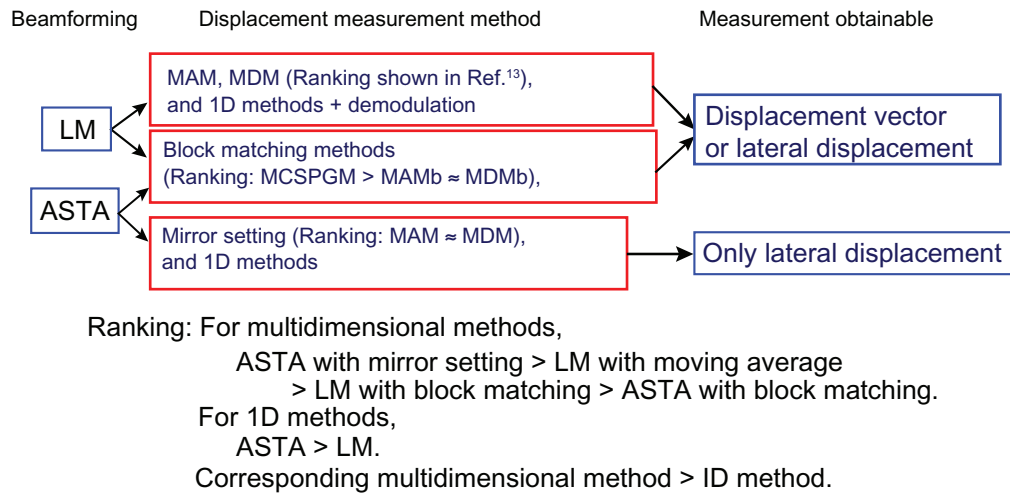 Beamforming
Displacement measurement method
Measurement obtainable
LM
ASTA
MAM, MDM (Ranking shown in Ref.¹³),
and 1D methods + demodulation
Block matching methods
(Ranking: MCSPGM > MAMb ≈ MDMb),
Mirror setting (Ranking: MAM ≈ MDM),
and 1D methods
Displacement vector
or lateral displacement
Only lateral displacement
Ranking: For multidimensional methods,
ASTA with mirror setting > LM with moving average
> LM with block matching > ASTA with block matching.
For 1D methods,
ASTA > LM.
Corresponding multidimensional method > ID method.